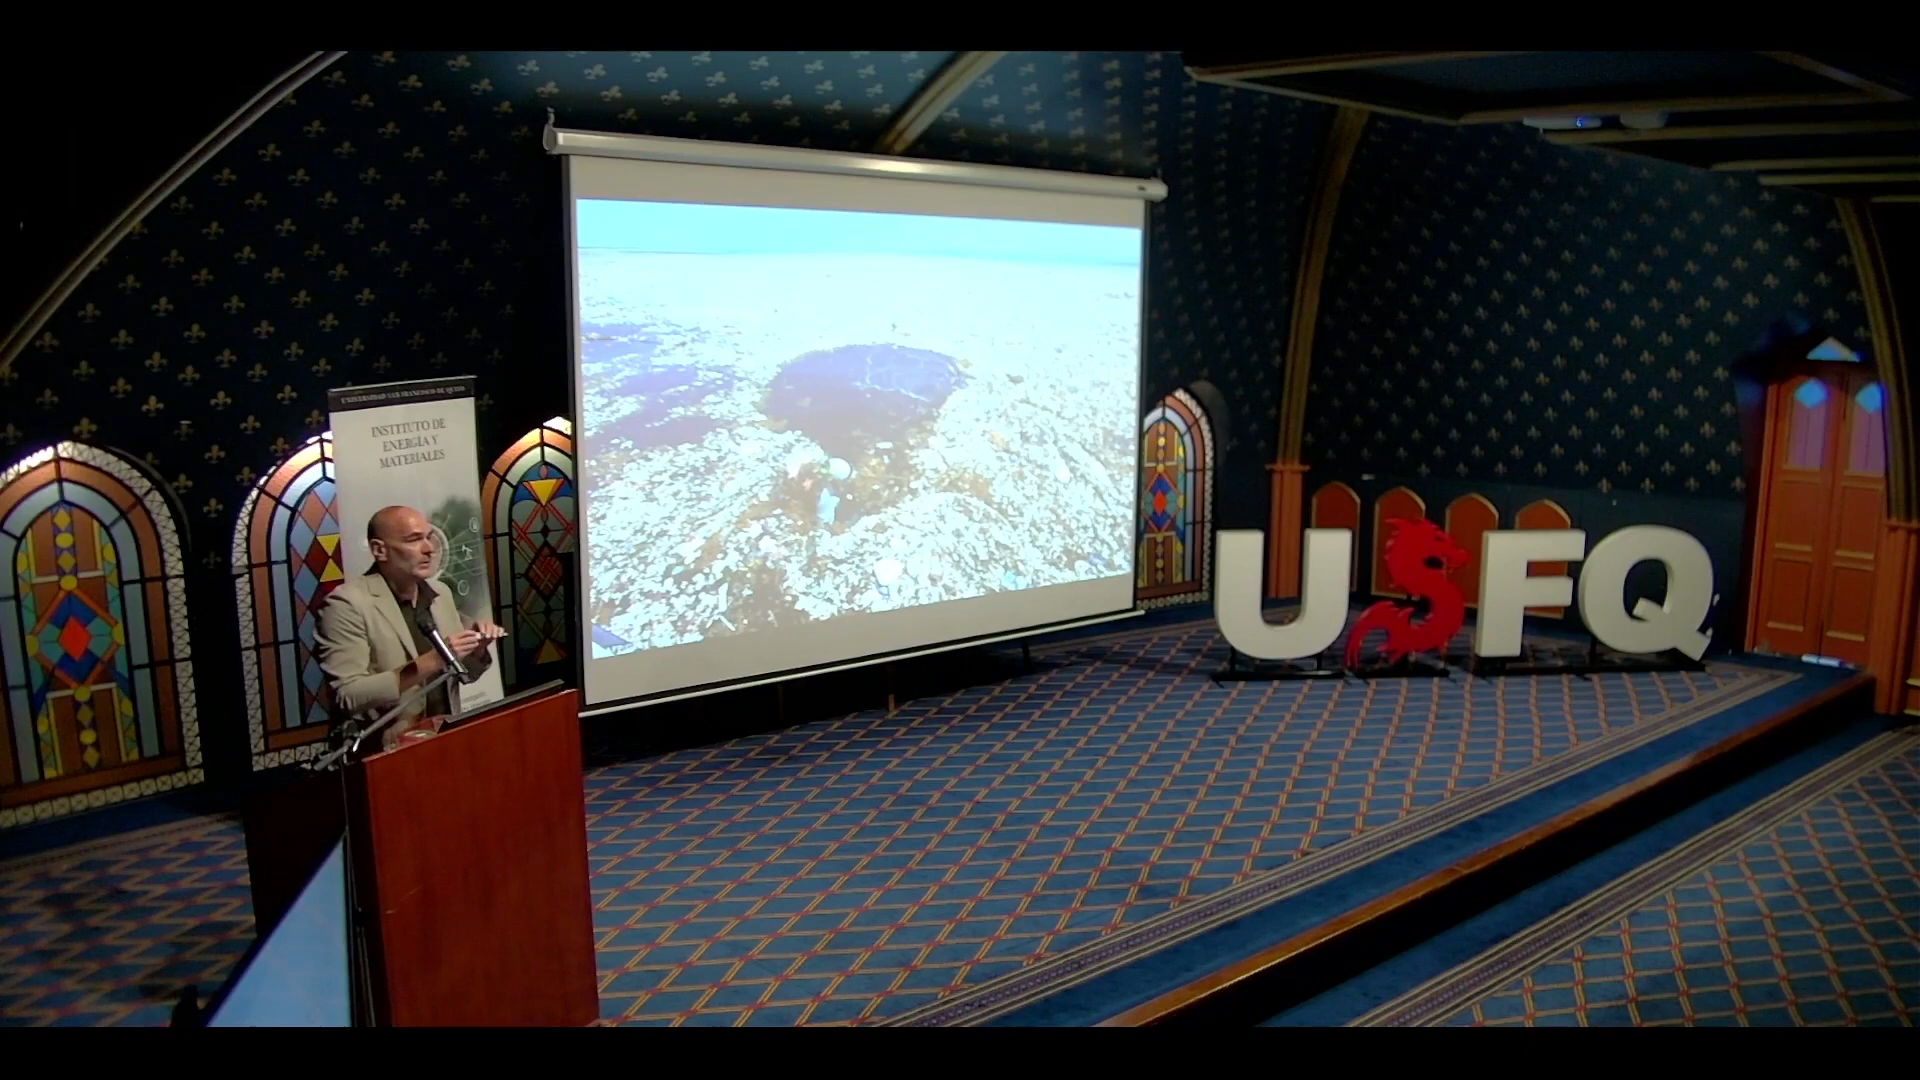 UNIVERSIDAD SAN FRANCISCO DE QUITO
INSTITUTO DE
ENERGÍA Y
MATERIALES
USFQ